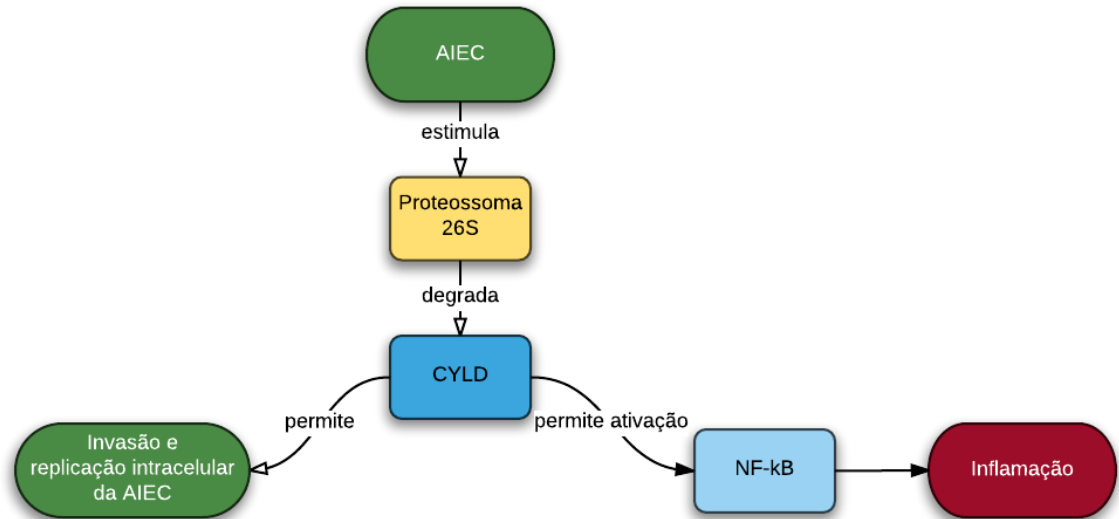 AIEC
estimula
Proteossoma
26S
degrada
CYLD
permite
permite ativação
Invasão e
replicação intracelular
da AIEC
NF-kB
Inflamação